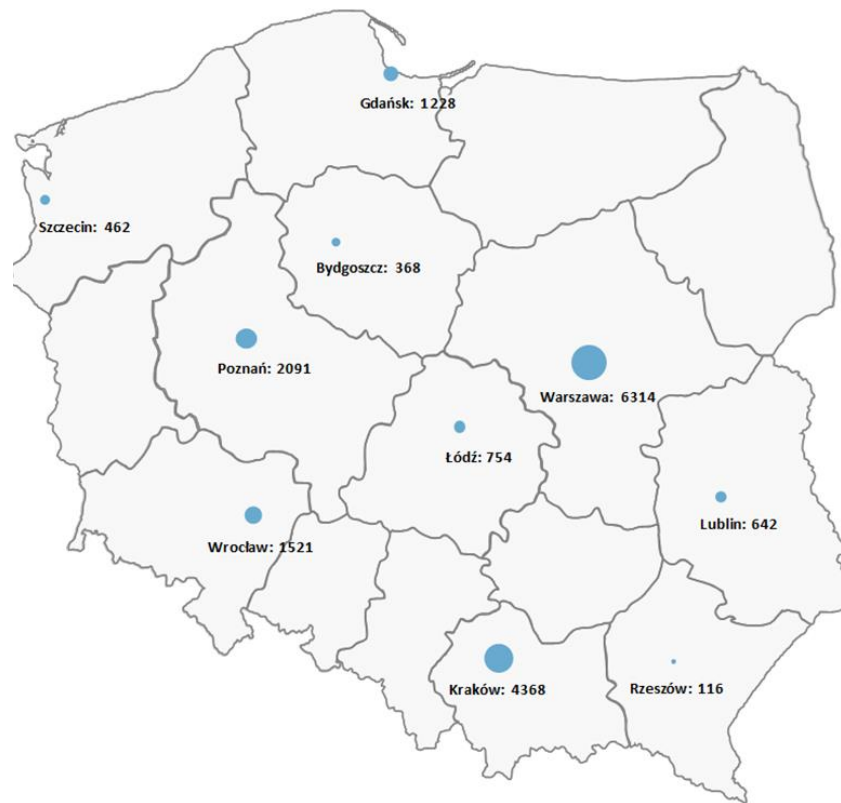 Gdańsk: 1228
Szczecin: 462
Bydgoszcz: 368
Poznań: 2091
Warszawa: 6314
Łódź: 754
Lublin: 642
Wrocław: 1521
Kraków: 4368
Rzeszów: 116